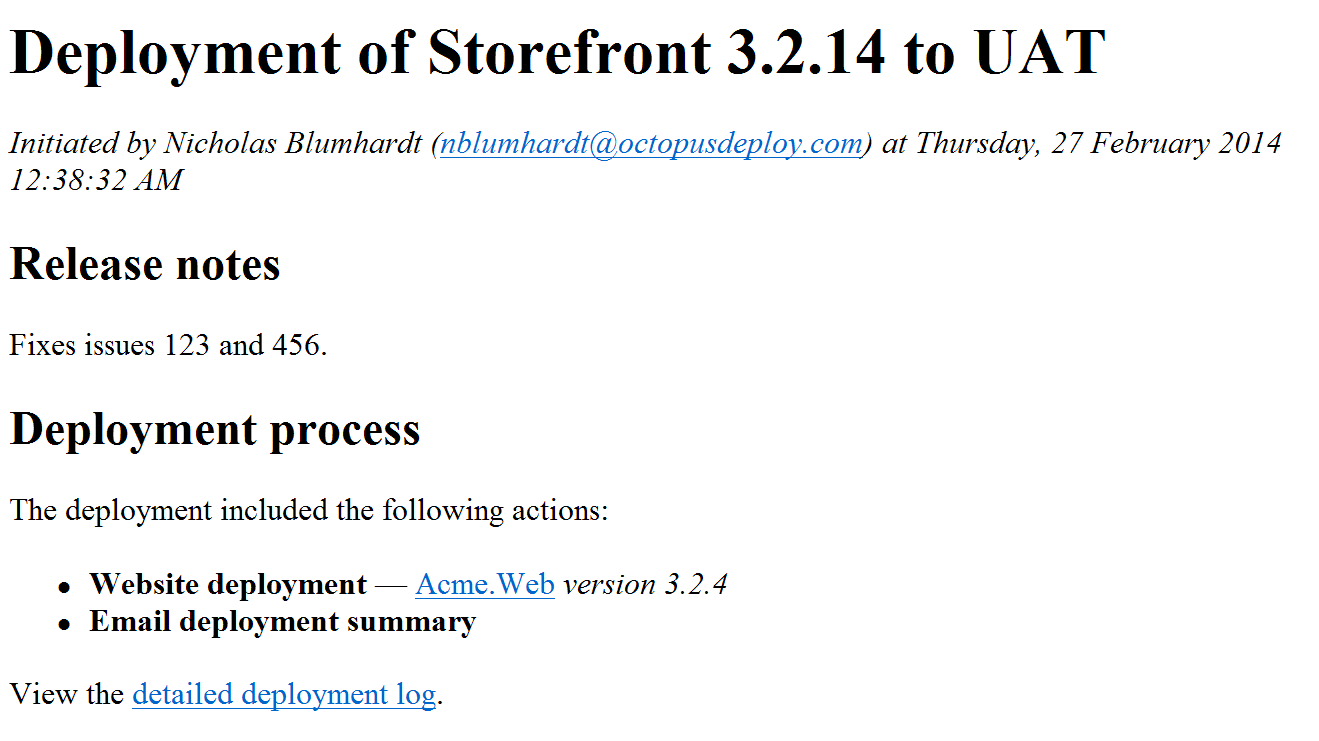 Deployment of Storefront 3.2.14 to UAT
Initiated by Nicholas Blumhardt (nblumhardt@octopusdeploy.com) at Thursday, 27 February 2014
12:38:32 AM
Release notes
Fixes issues 123 and 456.
Deployment process
The deployment included the following actions:
• Website deployment — Acme.Web version 3.2.4
• Email deployment summary
View the detailed deployment log.